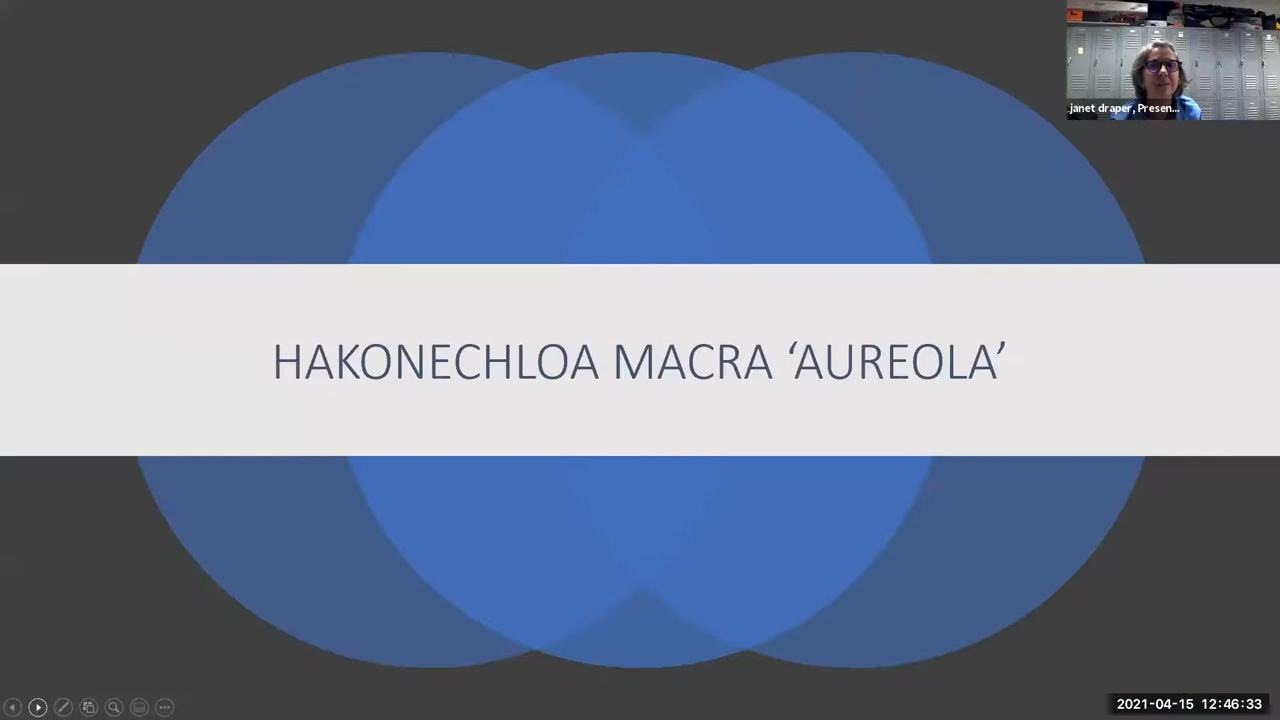 janet draper, Presen...
HAKONECHLOA MACRA ‘AUREOLA’
2021-04-15 12:46:33